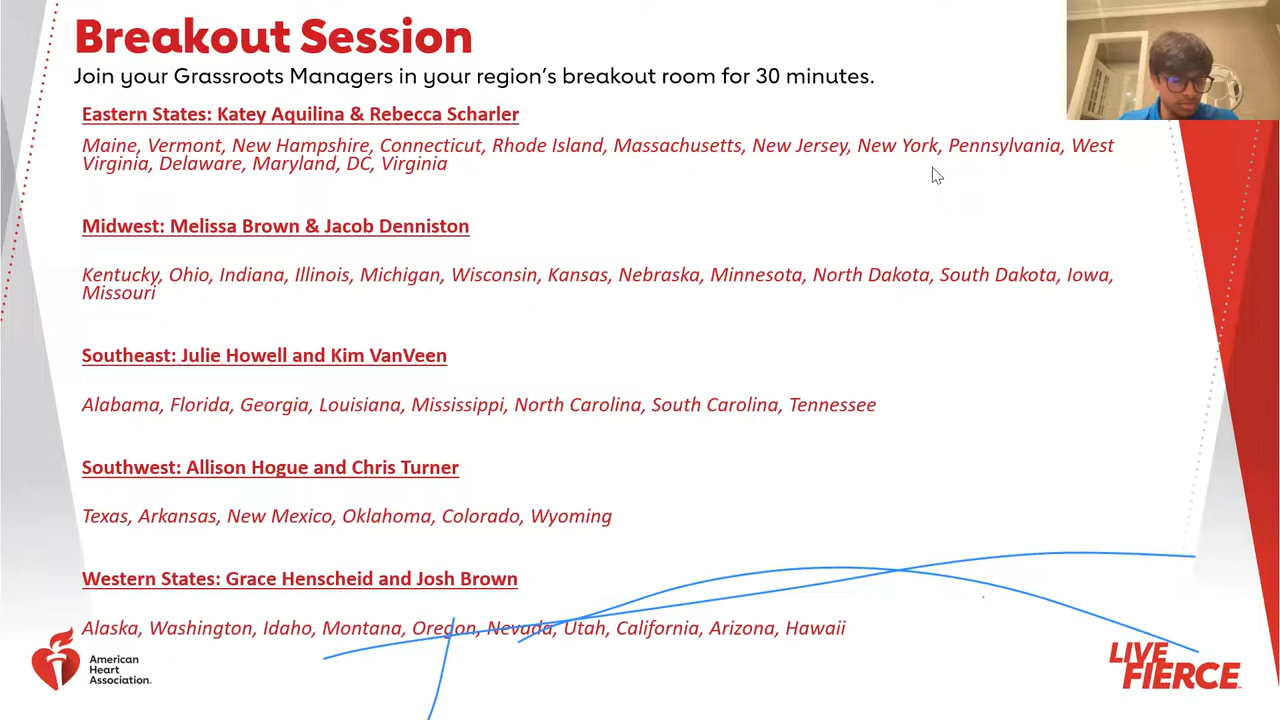 Breakout Session
Join your Grassroots Managers in your region's breakout room for 30 minutes.
Eastern States: Katey Aquilina & Rebecca Scharler
Maine, Vermont, New Hampshire, Connecticut, Rhode Island, Massachusetts, New Jersey, New York, Pennsylvania, West
Virginia, Delaware, Maryland, DC, Virginia
Midwest: Melissa Brown & Jacob Denniston
Kentucky, Ohio, Indiana, Illinois, Michigan, Wisconsin, Kansas, Nebraska, Minnesota, North Dakota, South Dakota, Iowa,
Missouri
Southeast: Julie Howell and Kim VanVeen
Alabama, Florida, Georgia, Louisiana, Mississippi, North Carolina, South Carolina, Tennessee
Southwest: Allison Hogue and Chris Turner
Texas, Arkansas, New Mexico, Oklahoma, Colorado, Wyoming
Western States: Grace Henscheid and Josh Brown
Alaska, Washington, Idaho, Montana, Oregon, Nevada, Utah, California, Arizona, Hawaii
American
Heart
Association.
LIVE
FIERCE